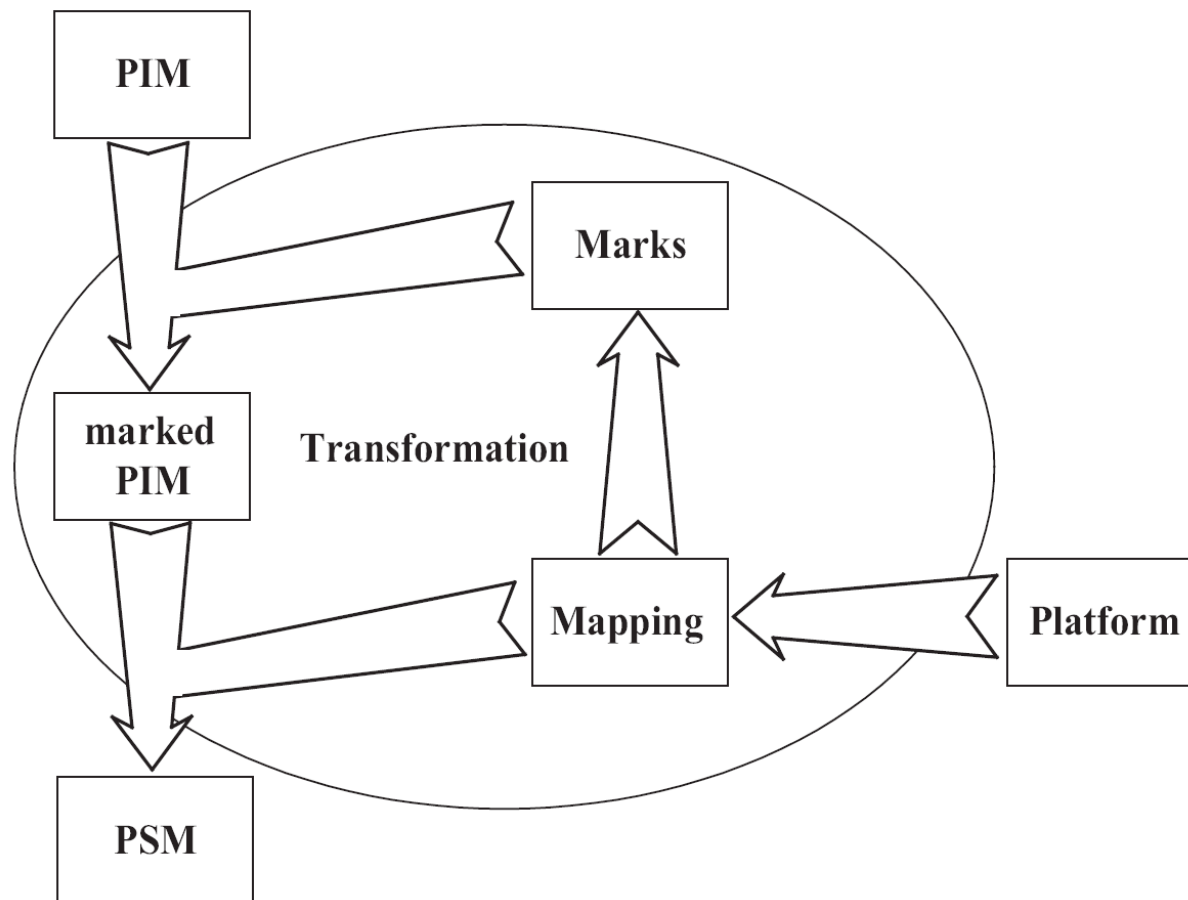 PIM
Marks
marked
PIM
Transformation
Mapping
Platform
PSM